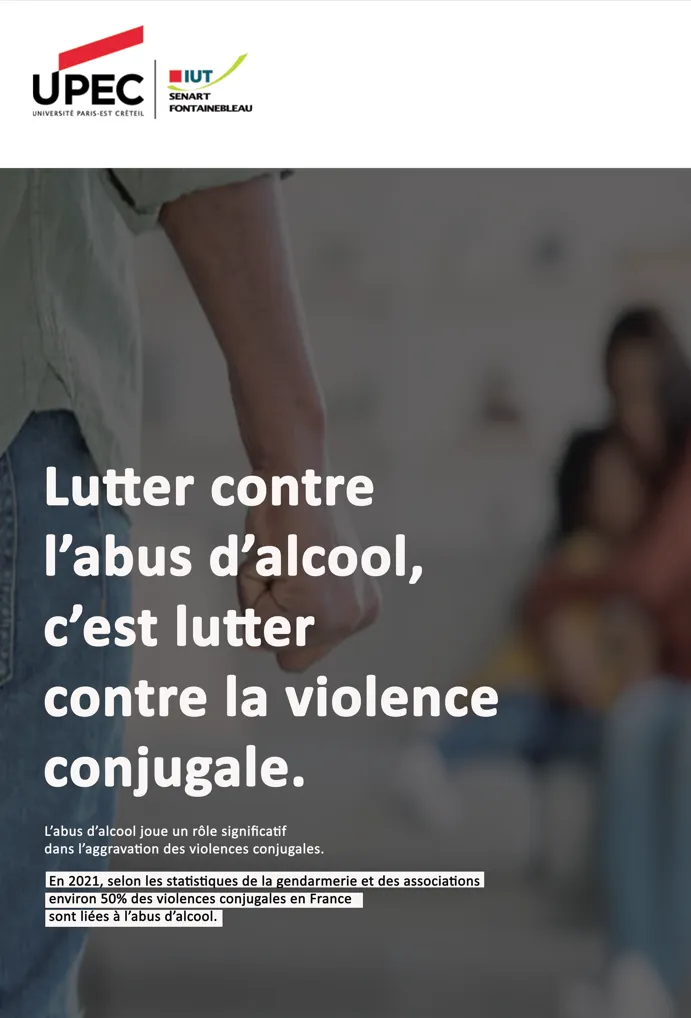 UPEC
UNIVERSITÉ PARIS-EST CRÉTEIL
IUT
SENART
FONTAINEBLEAU
Lutter contre
l’abus d’alcool,
c’est lutter
contre la violence
conjugale.
L’abus d’alcool joue un rôle significatif
dans l’aggravation des violences conjugales.
En 2021, selon les statistiques de la gendarmerie et des associations
environ 50% des violences conjugales en France
sont liées à l’abus d’alcool.